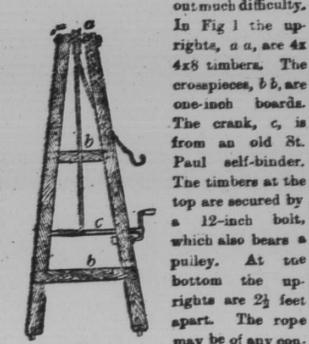 out much difficulty.
In Fig 1 the up-
rights, a a, are 4x
4x8 timbers. The
crosspieces, b b, are
one-inch boards.
The crank, c, is
from an old St.
Paul self-binder.
The timbers at the
top are secured by
a 12-inch bolt,
which also bears a
pulley. At the
bottom the up-
rights are 2½ feet
apart. The rope
may be of any con-
a
b
c
b